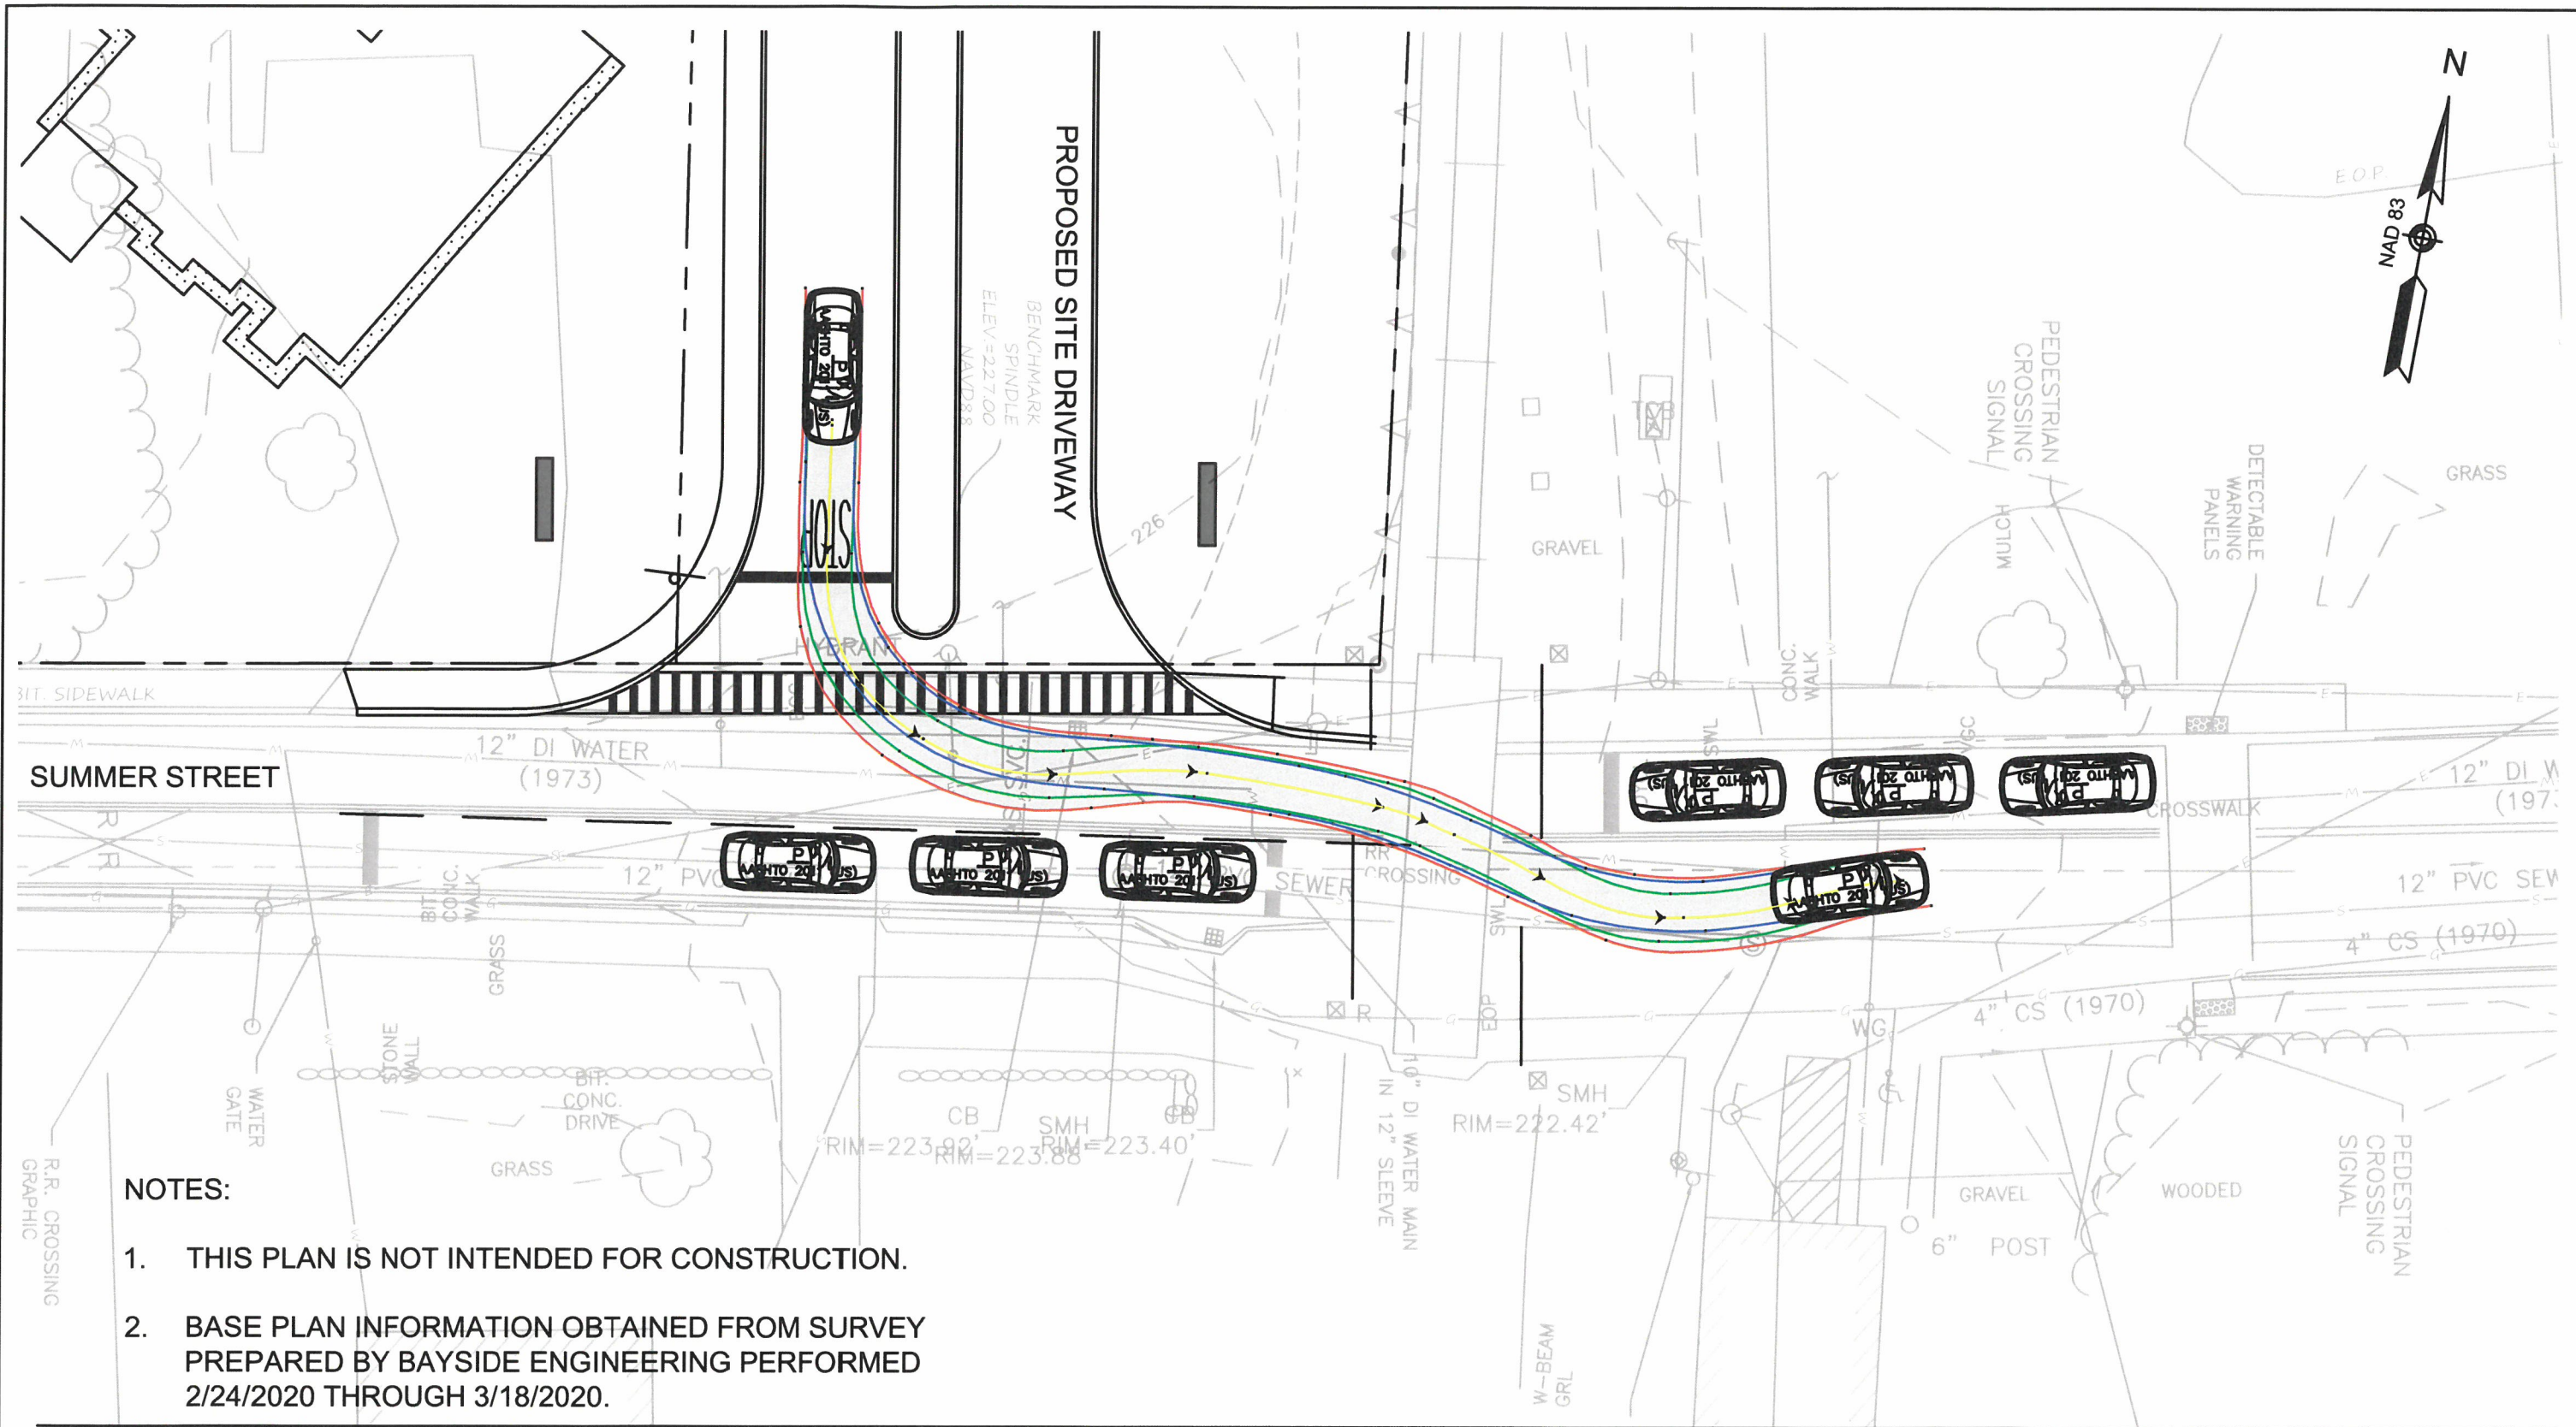 N
NAD 83
E.O.P.
PROPOSED SITE DRIVEWAY
BENCHMARK
SPINDLE
ELEV.=227.00
NAVD88
226
STOP
HYDRANT
PEDESTRIAN
CROSSING
SIGNAL
MULCH
DETECTABLE
WARNING
PANELS
GRASS
GRAVEL
CONC.
WALK
SWL
VGC
TCB
BIT. SIDEWALK
12" DI WATER
(1973)
SUMMER STREET
12" DI W
(197
CROSSWALK
12" PVC
SEWER
RR
CROSSING
12" PVC SEW
4" CS (1970)
4" CS (1970)
WG
R R
BIT.
CONC.
WALK
GRASS
SWL
EOP
R
STONE
WALL
WATER
GATE
BIT.
CONC.
DRIVE
GRASS
CB
RIM=223.92'
SMH
RIM=223.88'
CB
RIM=223.40'
10" DI WATER MAIN
IN 12" SLEEVE
SMH
RIM=222.42'
W-BEAM
GRL
GRAVEL
6" POST
WOODED
PEDESTRIAN
CROSSING
SIGNAL
R.R. CROSSING
GRAPHIC
NOTES:
1. THIS PLAN IS NOT INTENDED FOR CONSTRUCTION.
2. BASE PLAN INFORMATION OBTAINED FROM SURVEY
PREPARED BY BAYSIDE ENGINEERING PERFORMED
2/24/2020 THROUGH 3/18/2020.